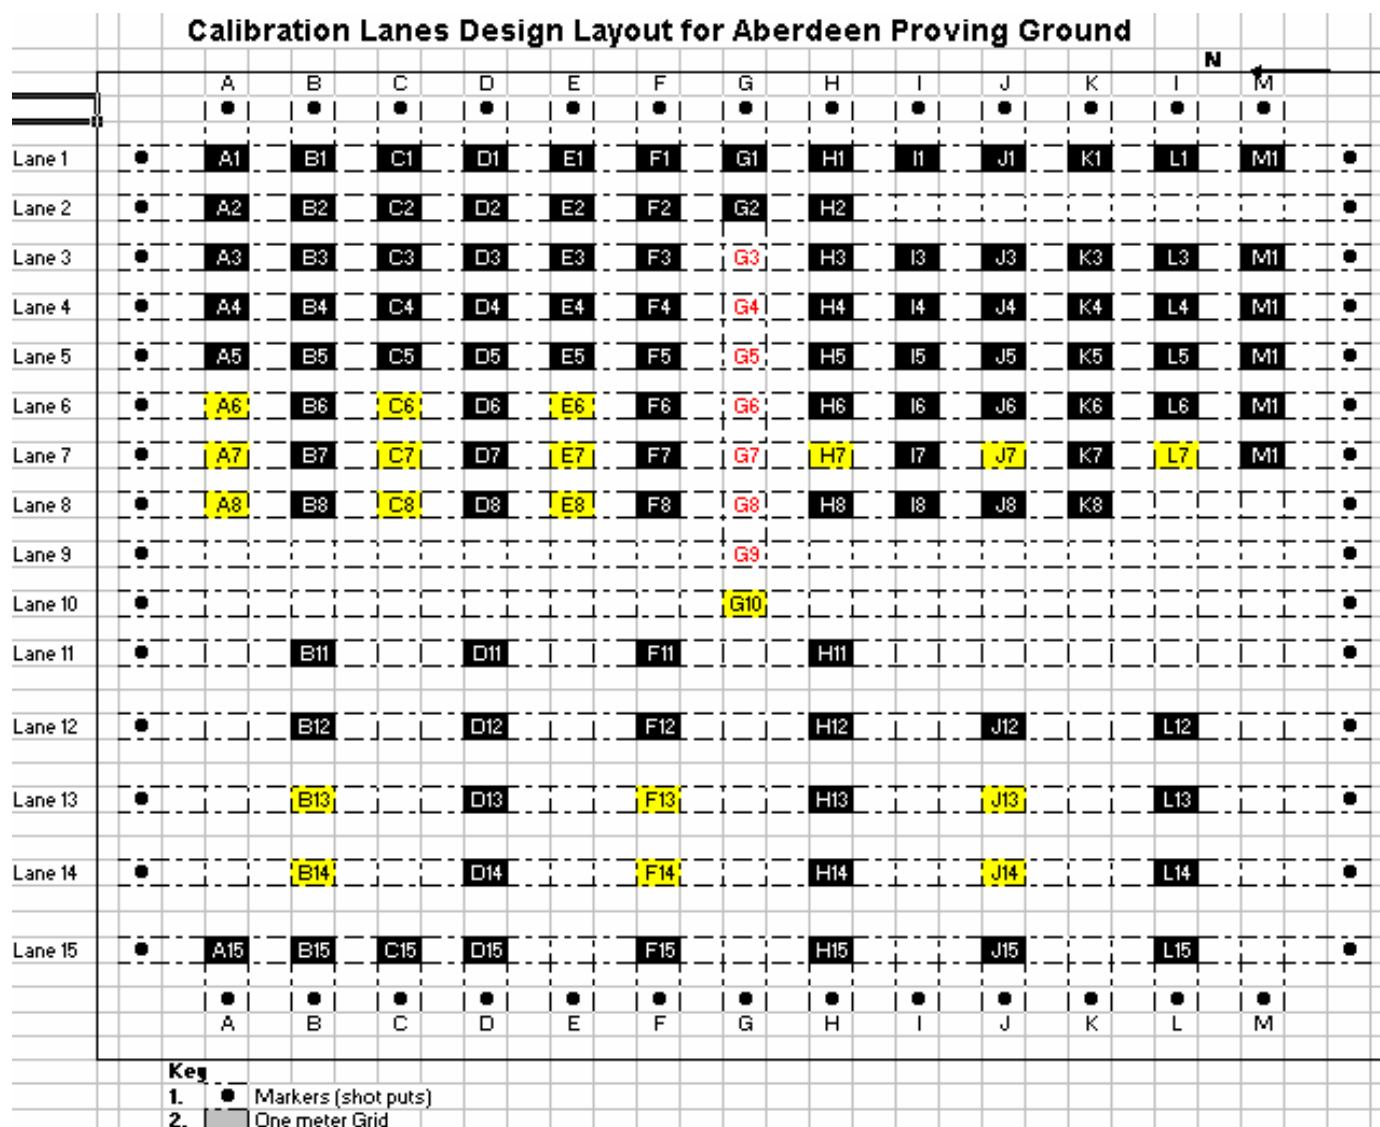 Calibration Lanes Design Layout for Aberdeen Proving Ground
N
A B C D E F G H I J K I M
Lane 1 A1 B1 C1 D1 E1 F1 G1 H1 I1 J1 K1 L1 M1
Lane 2 A2 B2 C2 D2 E2 F2 G2 H2
Lane 3 A3 B3 C3 D3 E3 F3 G3 H3 I3 J3 K3 L3 M1
Lane 4 A4 B4 C4 D4 E4 F4 G4 H4 I4 J4 K4 L4 M1
Lane 5 A5 B5 C5 D5 E5 F5 G5 H5 I5 J5 K5 L5 M1
Lane 6 A6 B6 C6 D6 E6 F6 G6 H6 I6 J6 K6 L6 M1
Lane 7 A7 B7 C7 D7 E7 F7 G7 H7 I7 J7 K7 L7 M1
Lane 8 A8 B8 C8 D8 E8 F8 G8 H8 I8 J8 K8
Lane 9 G9
Lane 10 G10
Lane 11 B11 D11 F11 H11
Lane 12 B12 D12 F12 H12 J12 L12
Lane 13 B13 D13 F13 H13 J13 L13
Lane 14 B14 D14 F14 H14 J14 L14
Lane 15 A15 B15 C15 D15 F15 H15 J15 L15
A B C D E F G H I J K L M
Key
1. Markers (shot puts)
2. One meter Grid